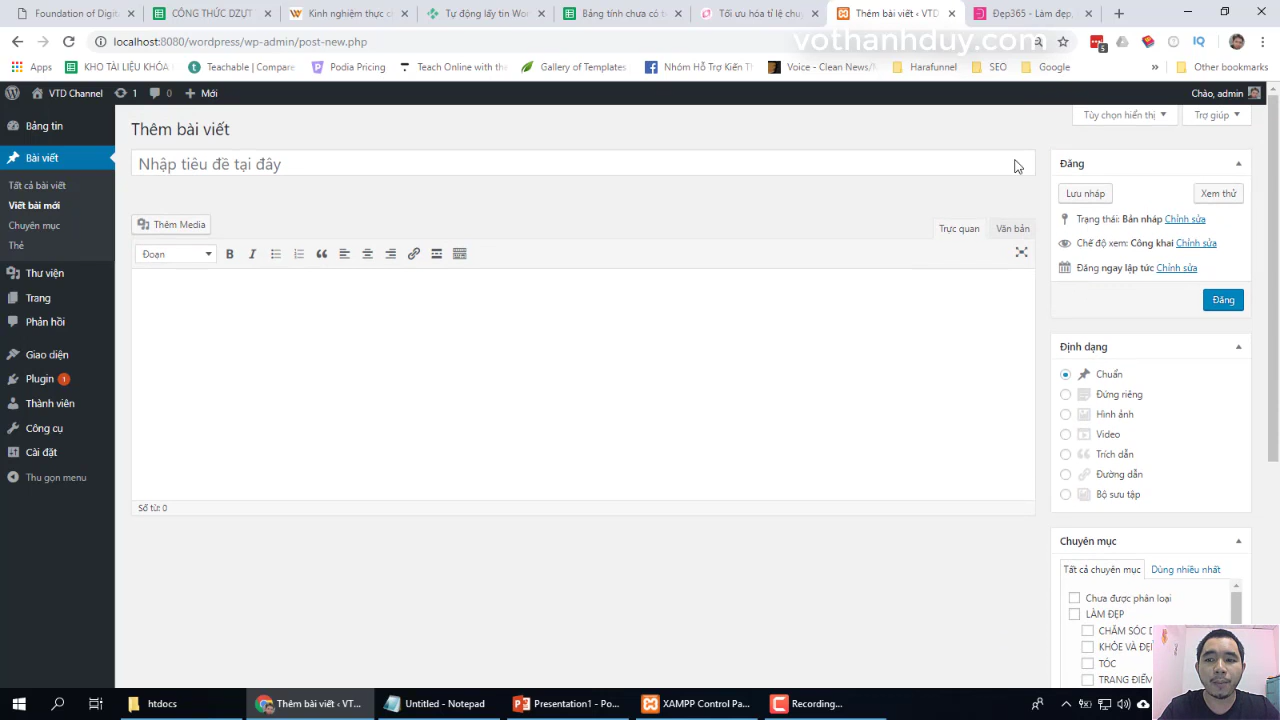 Foundation of Digit
CÔNG THỨC DZỰT
Kinh nghiệm thực c
Tự động lấy tin Wor
Bảng tính chưa có t
Tối ưu hóa tỉ lệ chu
Thêm bài viết ‹ VTD
Đẹp365 - Làm đẹp,
localhost:8080/wordpress/wp-admin/post-new.php
vothanhduy.com
Apps
KHO TÀI LIỆU KHÓA
Teachable | Compare
Podia Pricing
Teach Online with the
Gallery of Templates
Nhóm Hỗ Trợ Kiến Th
Voice - Clean News/
Harafunnel
SEO
Google
»
Other bookmarks
VTD Channel
1
0
+ Mới
Chào, admin
Bảng tin
Bài viết
Tất cả bài viết
Viết bài mới
Chuyên mục
Thẻ
Thư viện
Trang
Phản hồi
Giao diện
Plugin 1
Thành viên
Công cụ
Cài đặt
Thu gọn menu
Tùy chọn hiển thị
Trợ giúp
Thêm bài viết
Nhập tiêu đề tại đây
Thêm Media
Trực quan
Văn bản
Đoạn
B
I
Số từ: 0
Đăng
Lưu nháp
Xem thử
Trạng thái: Bản nháp Chỉnh sửa
Chế độ xem: Công khai Chỉnh sửa
Đăng ngay lập tức Chỉnh sửa
Đăng
Định dạng
Chuẩn
Đứng riêng
Hình ảnh
Video
Trích dẫn
Đường dẫn
Bộ sưu tập
Chuyên mục
Tất cả chuyên mục
Dùng nhiều nhất
Chưa được phân loại
LÀM ĐẸP
CHĂM SÓC D
KHỎE VÀ ĐẸ
TÓC
TRANG ĐIỂM
htdocs
Thêm bài viết ‹ VT...
Untitled - Notepad
Presentation1 - Po...
XAMPP Control Pa...
Recording...